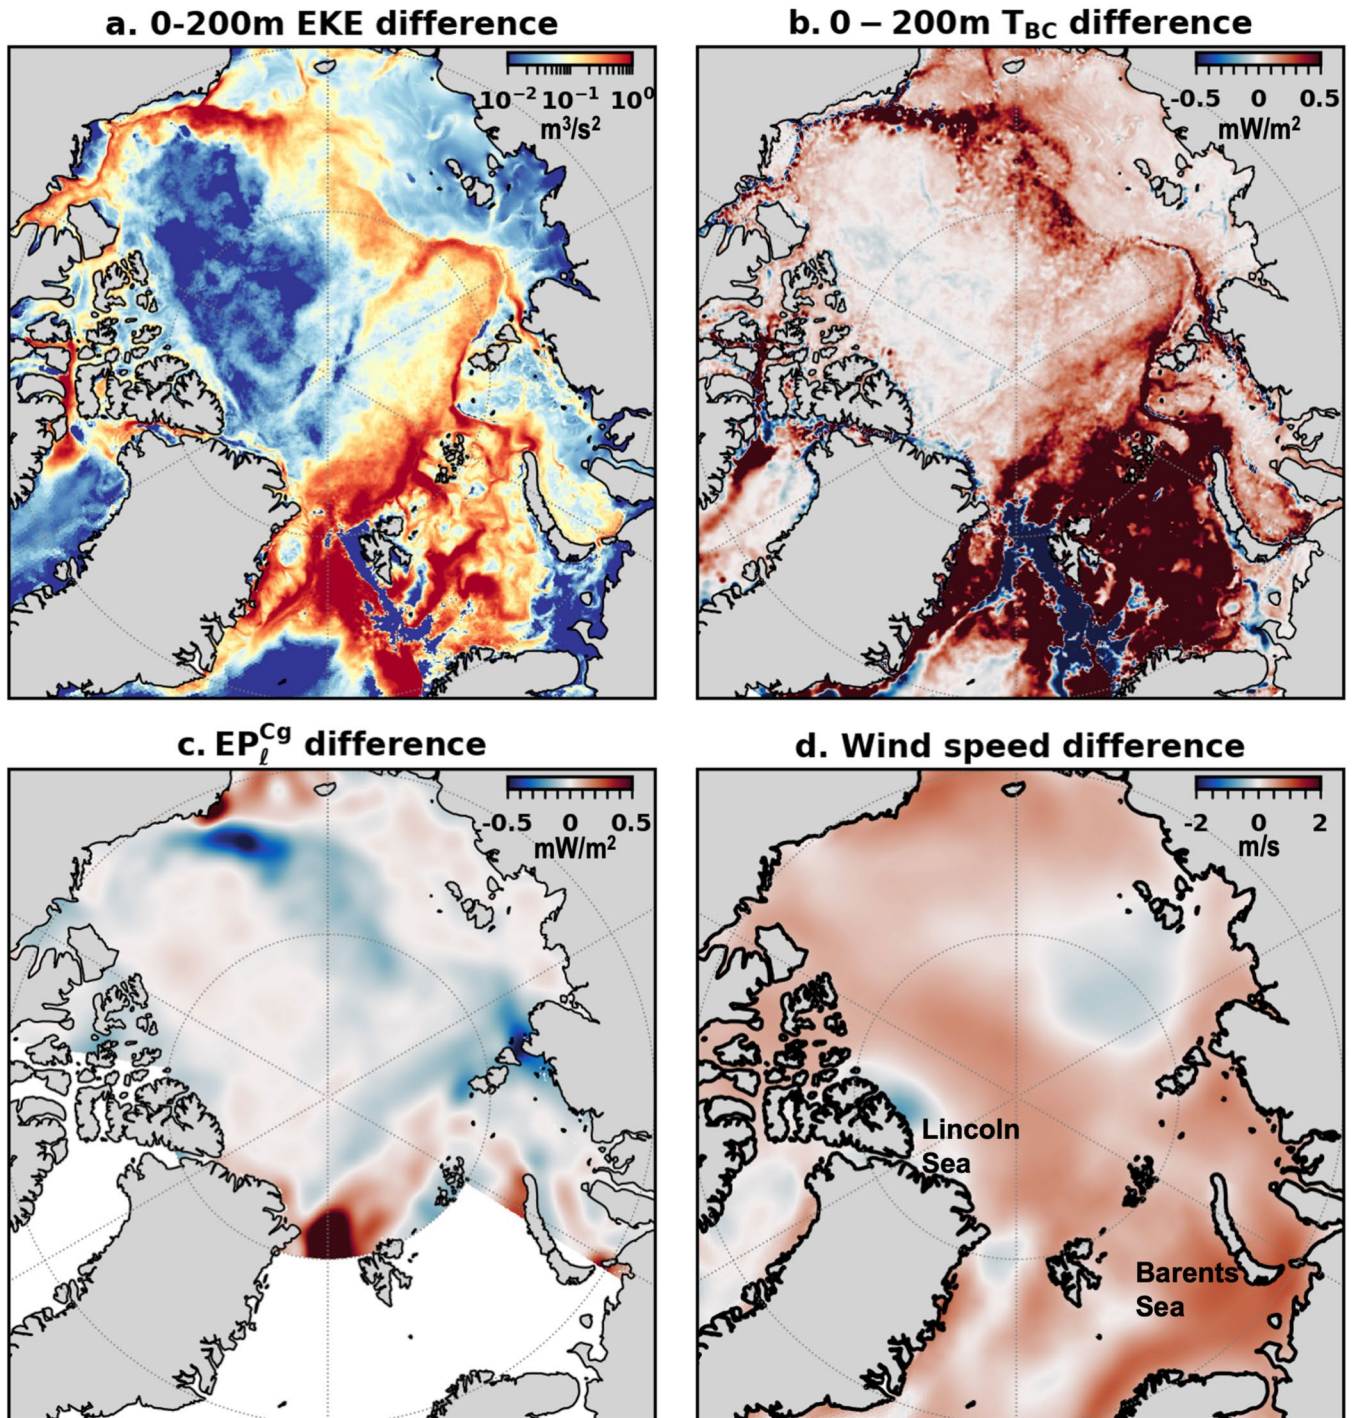 a. 0-200m EKE difference
10⁻² 10⁻¹ 10⁰
m³/s²
b. 0 − 200m T_BC difference
-0.5 0 0.5
mW/m²
c. EP_ℓ^Cg difference
-0.5 0 0.5
mW/m²
d. Wind speed difference
-2 0 2
m/s
Lincoln
Sea
Barents
Sea